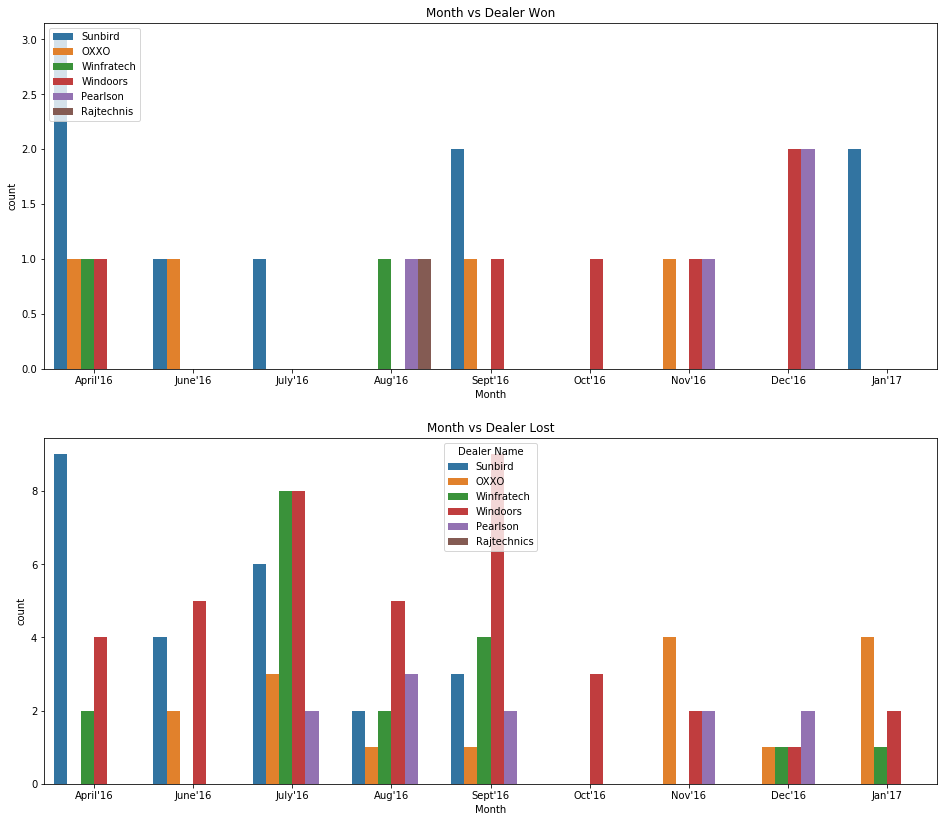 Month vs Dealer Won
3.0
2.5
2.0
1.5
1.0
0.5
0.0
count
Sunbird
OXXO
Winfratech
Windoors
Pearlson
Rajtechnis
April'16 June'16 July'16 Aug'16 Sept'16 Oct'16 Nov'16 Dec'16 Jan'17
Month
Month vs Dealer Lost
8
6
4
2
0
count
Dealer Name
Sunbird
OXXO
Winfratech
Windoors
Pearlson
Rajtechnics
April'16 June'16 July'16 Aug'16 Sept'16 Oct'16 Nov'16 Dec'16 Jan'17
Month